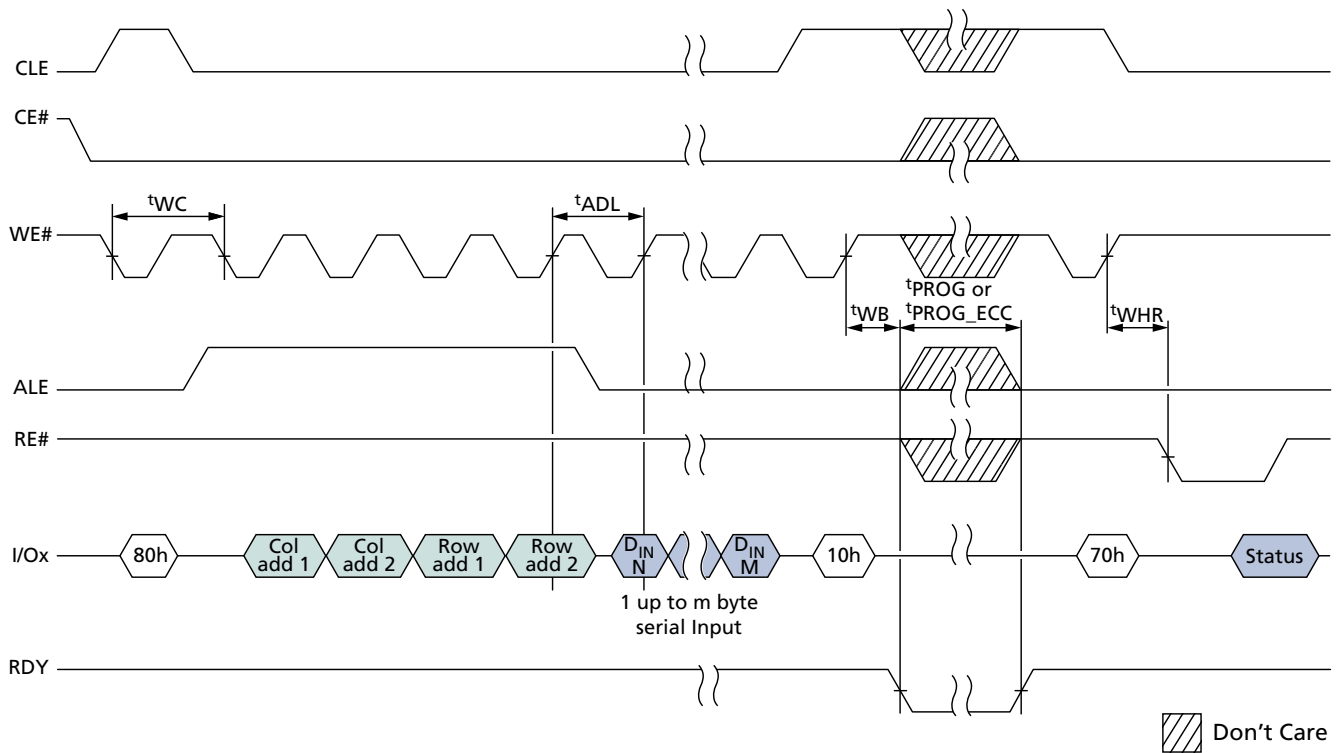 CLE
CE#
tWC
tADL
WE#
tPROG or
tWB
tPROG_ECC
tWHR
ALE
RE#
I/Ox
80h
Col
add 1
Col
add 2
Row
add 1
Row
add 2
DIN
N
DIN
M
10h
70h
Status
1 up to m byte
serial Input
RDY
Don't Care